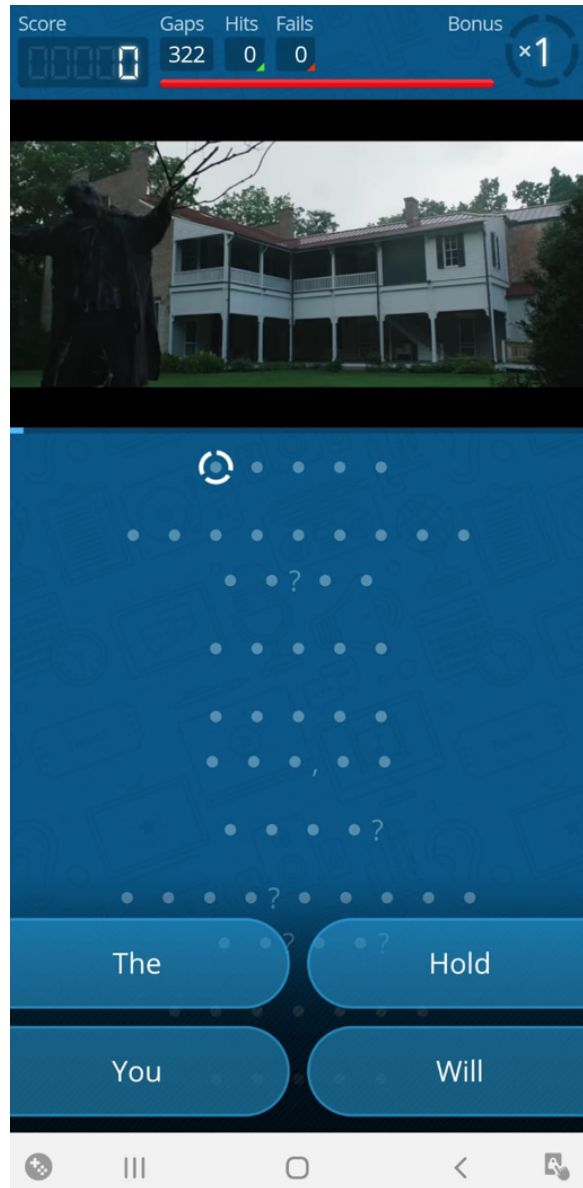 Score Gaps Hits Fails Bonus
0 322 0 0 ×1
?
,
?
?
? ?
The Hold
You Will